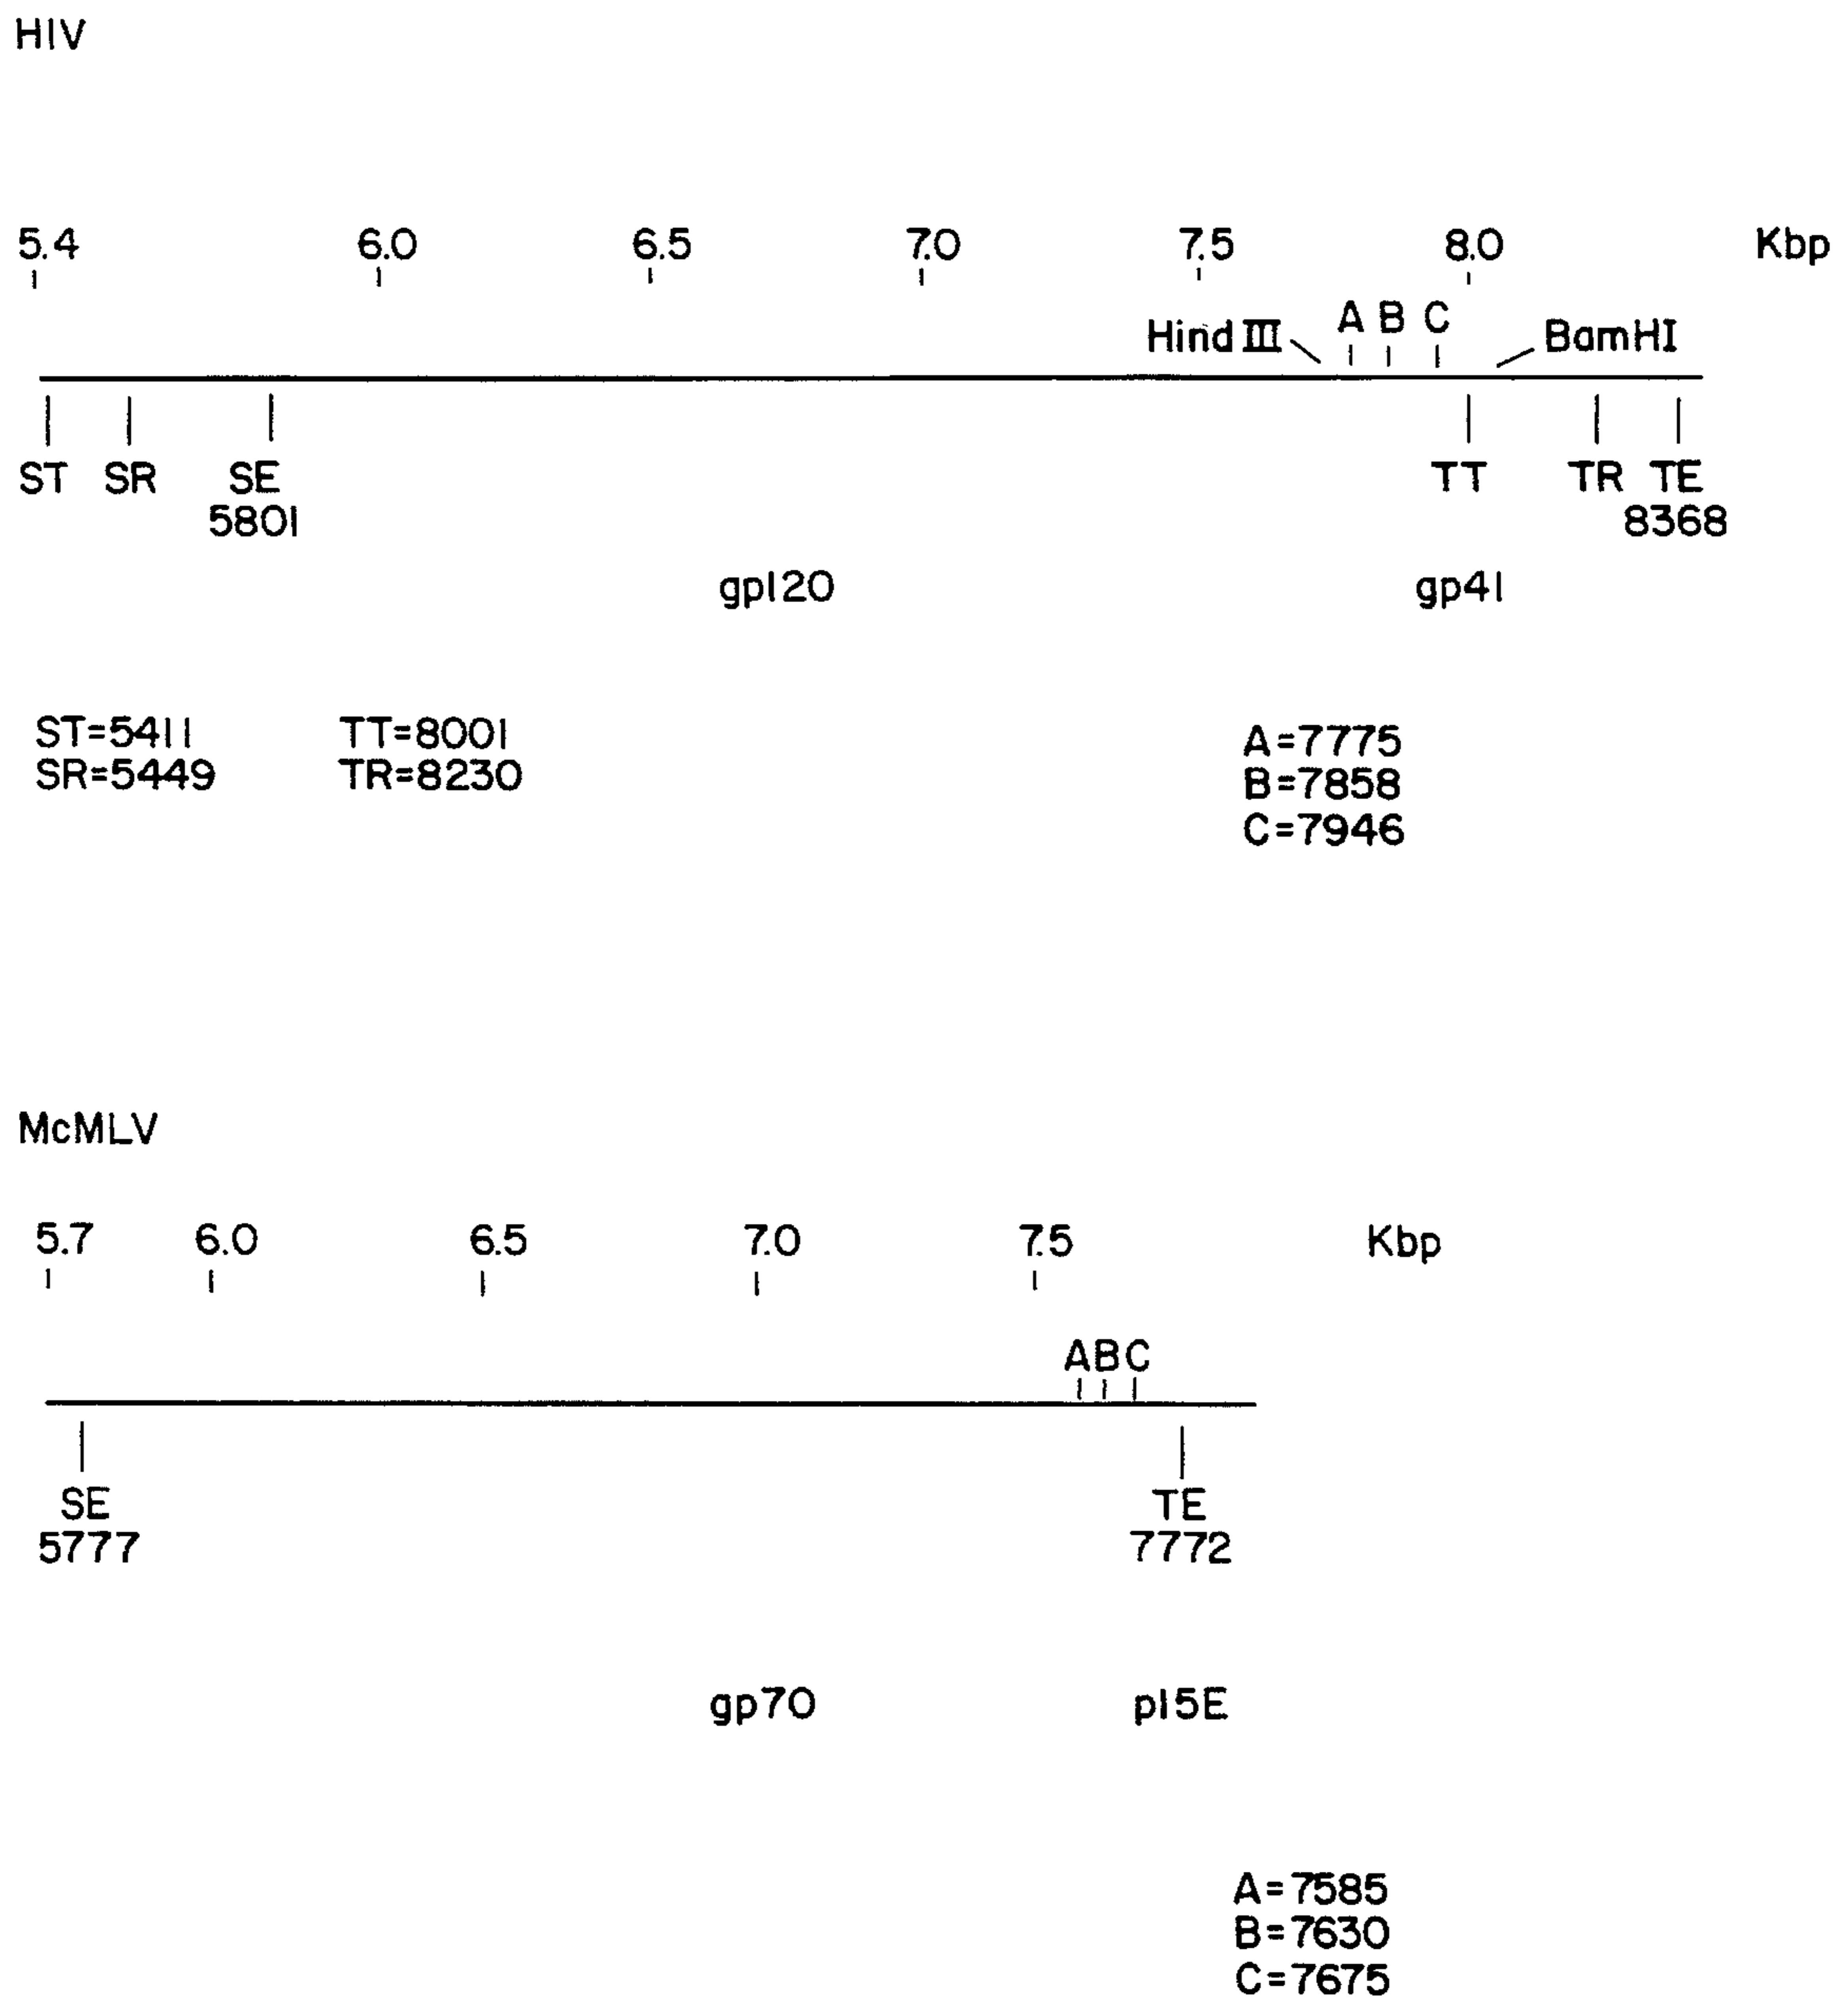 HIV
5.4 6.0 6.5 7.0 7.5 8.0 Kbp
A B C
Hind III BamHI
ST SR SE TT TR TE
5801 8368
gp120 gp41
ST=5411 TT=8001 A=7775
SR=5449 TR=8230 B=7858
C=7946
McMLV
5.7 6.0 6.5 7.0 7.5 Kbp
A B C
SE TE
5777 7772
gp70 p15E
A=7585
B=7630
C=7675